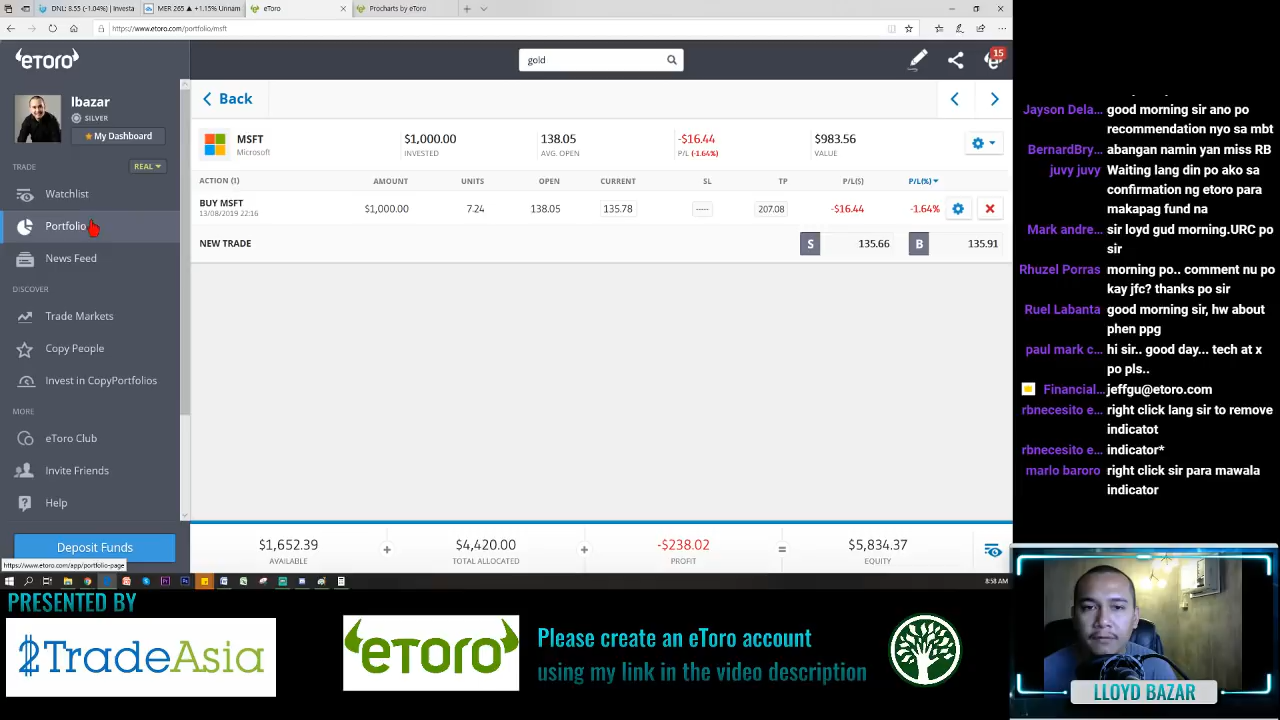 DNL: 8.55 (-1.04%) | Investa
MER 265 ▲ +1.15% Unnam
eToro
Procharts by eToro
https://www.etoro.com/portfolio/msft
eToro
gold
15
lbazar
SILVER
★My Dashboard
Back
TRADE
REAL
Watchlist
Portfolio
News Feed
DISCOVER
Trade Markets
Copy People
Invest in CopyPortfolios
MORE
eToro Club
Invite Friends
Help
Deposit Funds
https://www.etoro.com/app/portfolio-page
MSFT
Microsoft
$1,000.00
INVESTED
138.05
AVG. OPEN
-$16.44
P/L (-1.64%)
$983.56
VALUE
ACTION (1) AMOUNT UNITS OPEN CURRENT SL TP P/L($) P/L(%)
BUY MSFT $1,000.00 7.24 138.05 135.78 ---- 207.08 -$16.44 -1.64%
13/08/2019 22:16
NEW TRADE S 135.66 B 135.91
$1,652.39 + $4,420.00 + -$238.02 = $5,834.37
AVAILABLE TOTAL ALLOCATED PROFIT EQUITY
8:58 AM
Jayson Dela... good morning sir ano po
recommendation nyo sa mbt
BernardBry... abangan namin yan miss RB
juvy juvy Waiting lang din po ako sa
confirmation ng etoro para
makapag fund na
Mark andre... sir loyd gud morning.URC po
sir
Rhuzel Porras morning po.. comment nu po
kay jfc? thanks po sir
Ruel Labanta good morning sir, hw about
phen ppg
paul mark c... hi sir.. good day... tech at x
po pls..
Financial... jeffgu@etoro.com
rbnecesito e... right click lang sir to remove
indicatot
rbnecesito e... indicator*
marlo baroro right click sir para mawala
indicator
PRESENTED BY
2TradeAsia
eToro
Please create an eToro account
using my link in the video description
LLOYD BAZAR